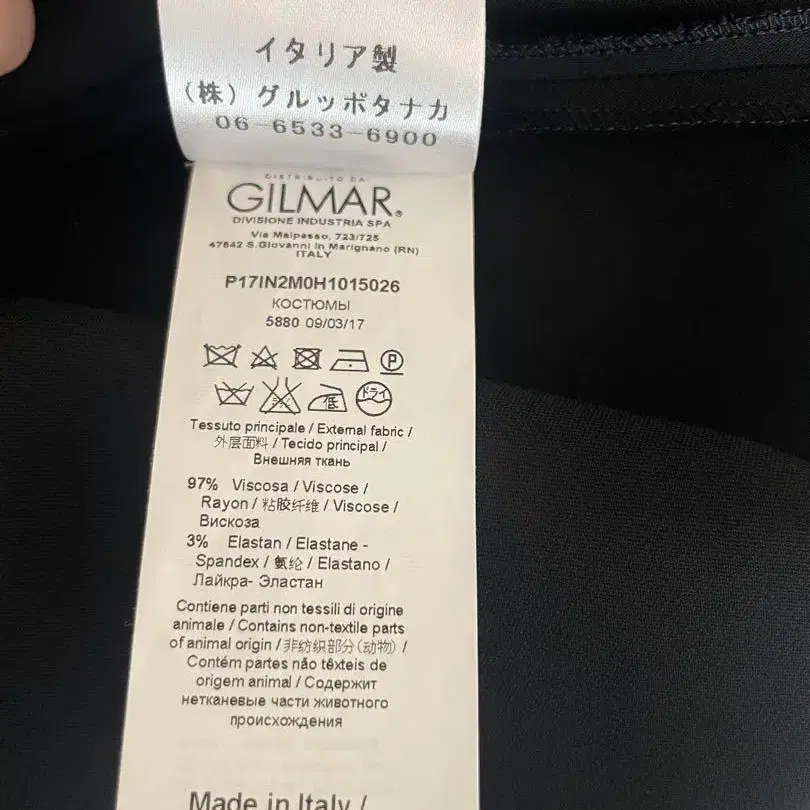 イタリア製
(株) グルッポタナカ
06-6533-6900
DISTRIBUITO DA
GILMAR®
DIVISIONE INDUSTRIA SPA
Via Malpasso, 723/725
47842 S.Giovanni in Marignano (RN)
ITALY
P17IN2M0H1015026
КОСТЮМЫ
5880 09/03/17
P
低 ドライ
Tessuto principale / External fabric /
外层面料 / Tecido principal /
Внешняя ткань
97% Viscosa / Viscose /
Rayon / 粘胶纤维 / Viscose /
Вискоза
3% Elastan / Elastane -
Spandex / 氨纶 / Elastano /
Лайкра- Эластан
Contiene parti non tessili di origine
animale / Contains non-textile parts
of animal origin / 非纺织部分(动物) /
Contém partes não têxteis de
origem animal / Содержит
нетканевые части животного
происхождения
Made in Italy /